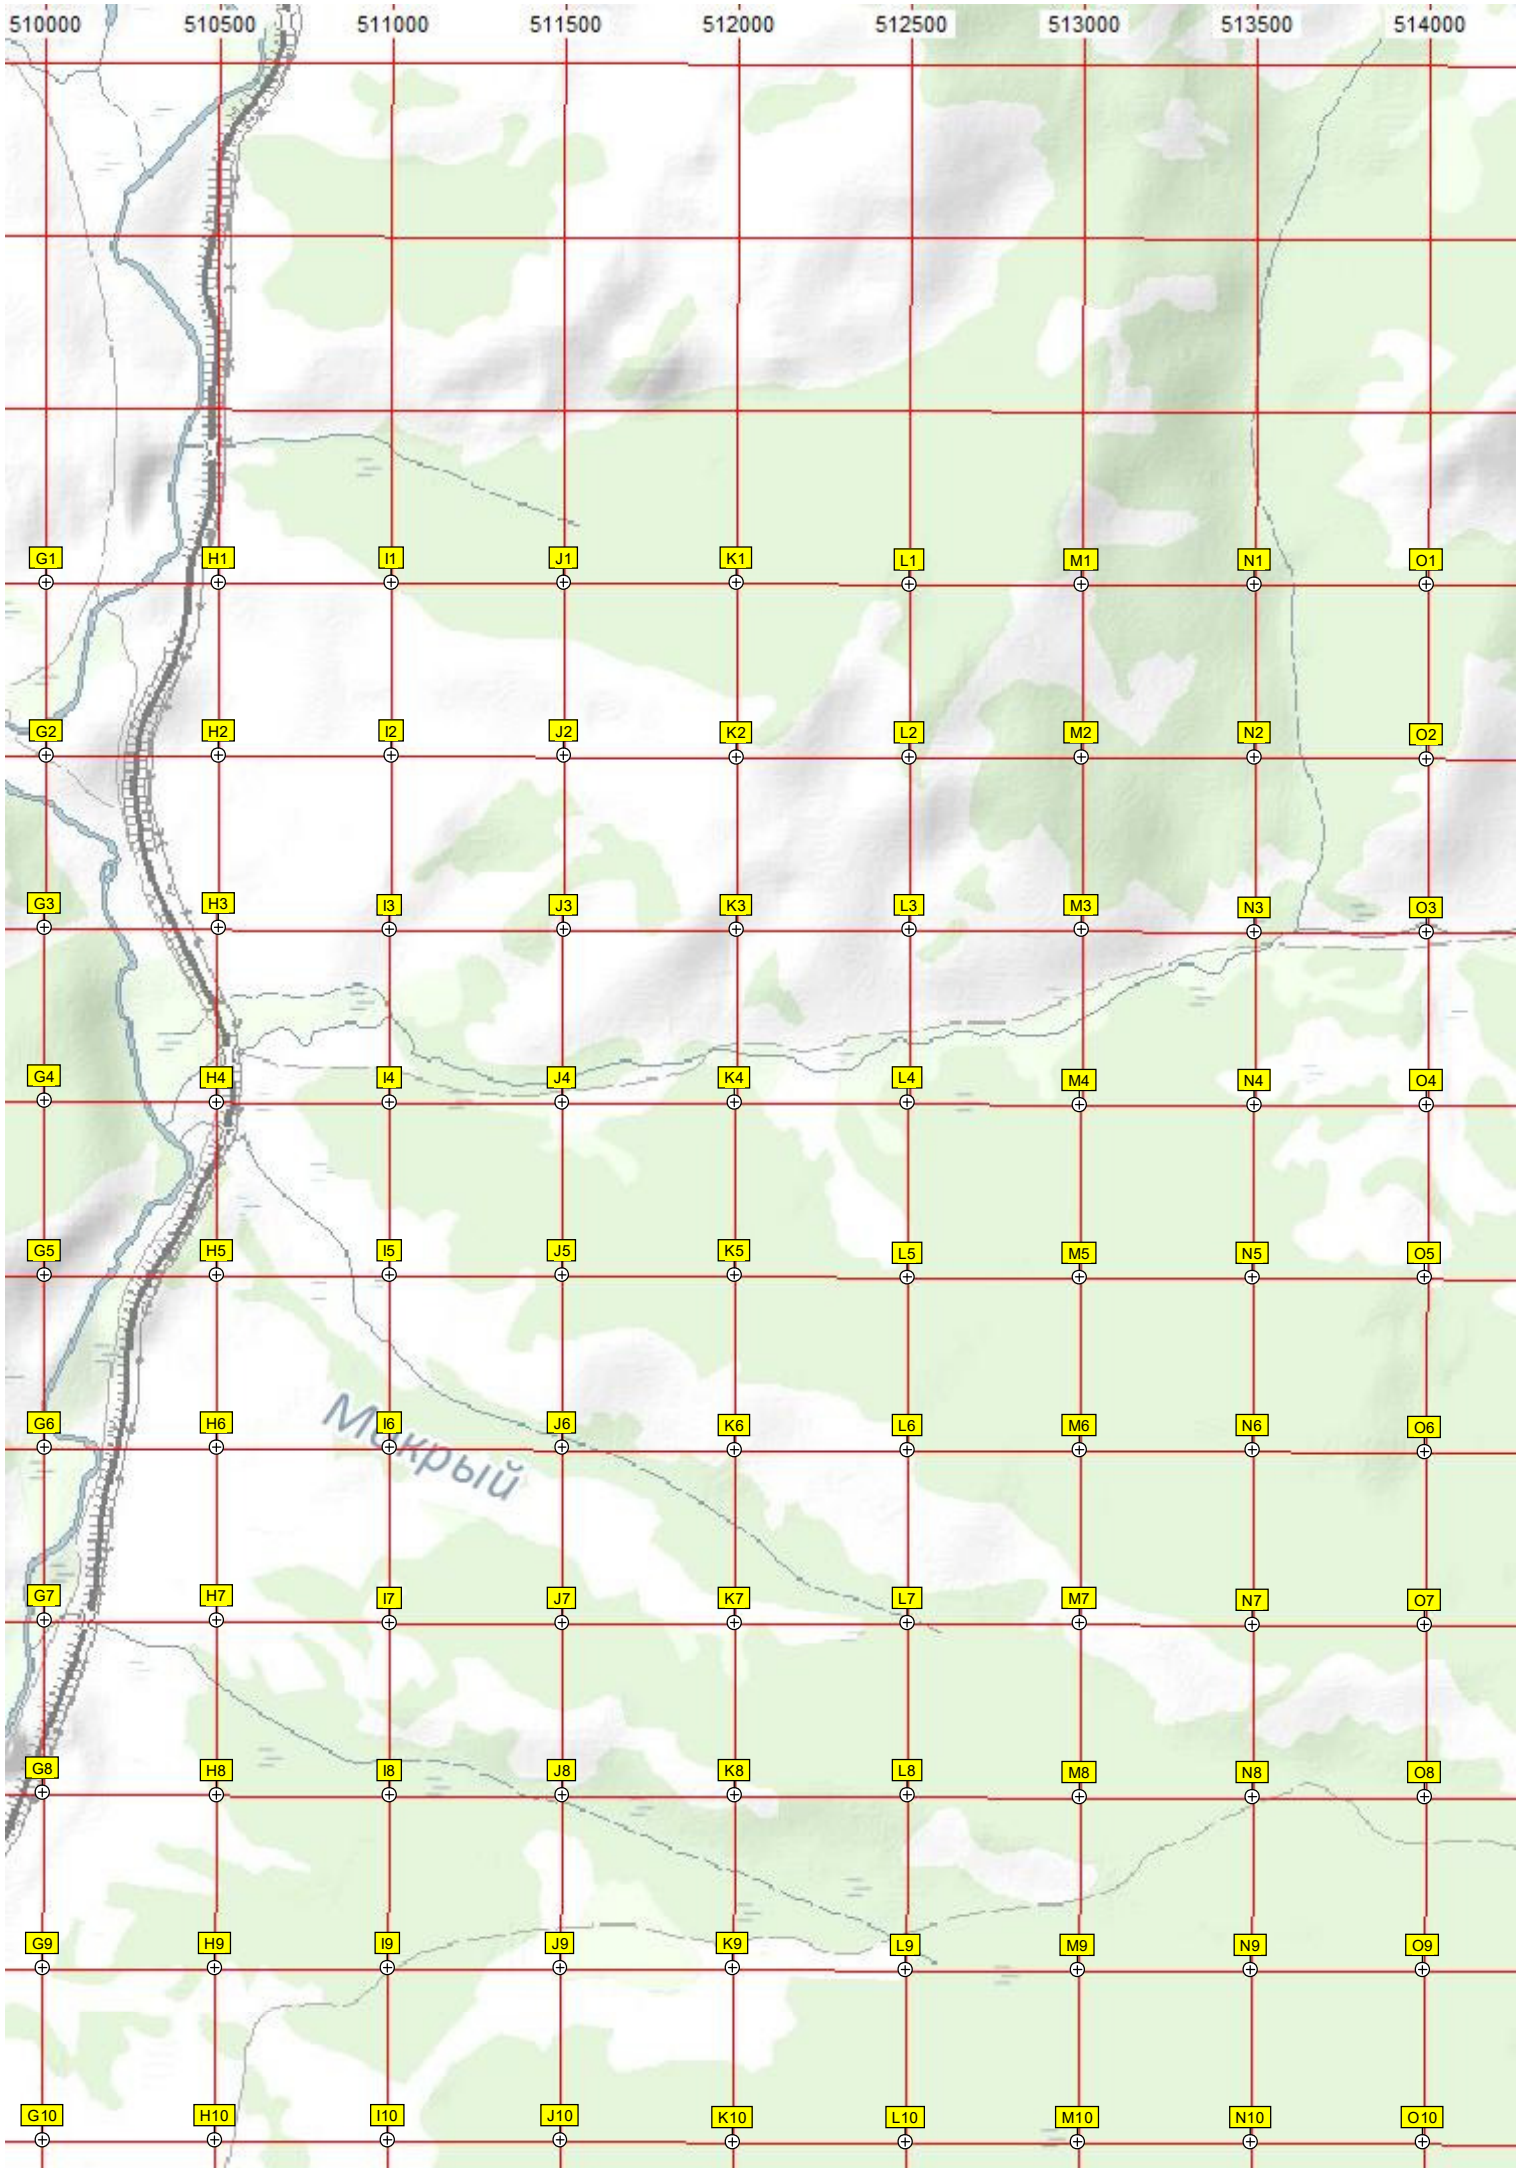 510000 510500 511000 511500 512000 512500 513000 513500 514000
G1 H1 I1 J1 K1 L1 M1 N1 O1
G2 H2 I2 J2 K2 L2 M2 N2 O2
G3 H3 I3 J3 K3 L3 M3 N3 O3
G4 H4 I4 J4 K4 L4 M4 N4 O4
G5 H5 I5 J5 K5 L5 M5 N5 O5
G6 H6 I6 J6 K6 L6 M6 N6 O6
Мокрый
G7 H7 I7 J7 K7 L7 M7 N7 O7
G8 H8 I8 J8 K8 L8 M8 N8 O8
G9 H9 I9 J9 K9 L9 M9 N9 O9
G10 H10 I10 J10 K10 L10 M10 N10 O10